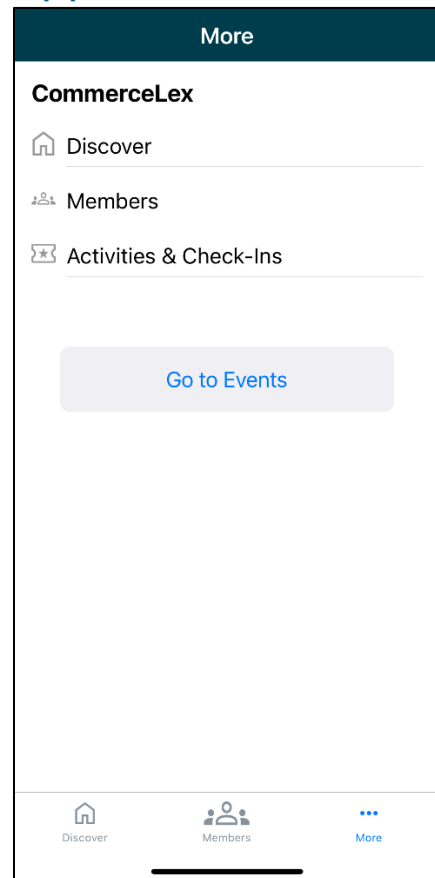 More
CommerceLex
Discover
Members
Activities & Check-Ins
Go to Events
Discover
Members
More